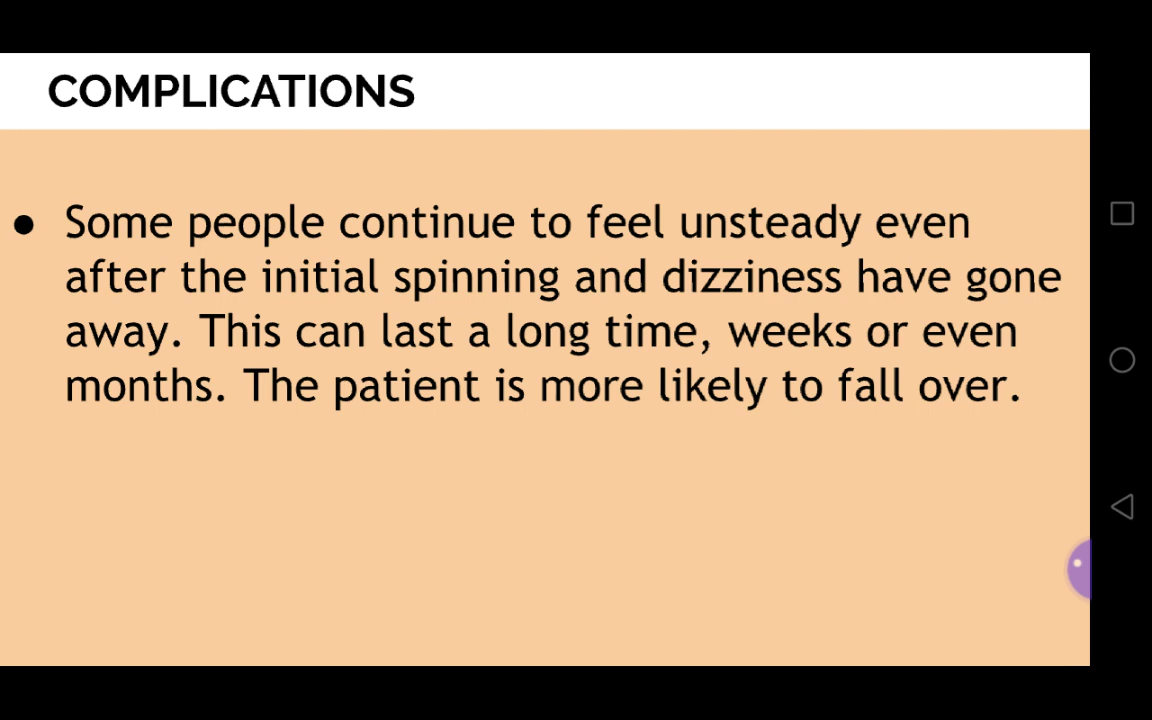 COMPLICATIONS
● Some people continue to feel unsteady even
after the initial spinning and dizziness have gone
away. This can last a long time, weeks or even
months. The patient is more likely to fall over.